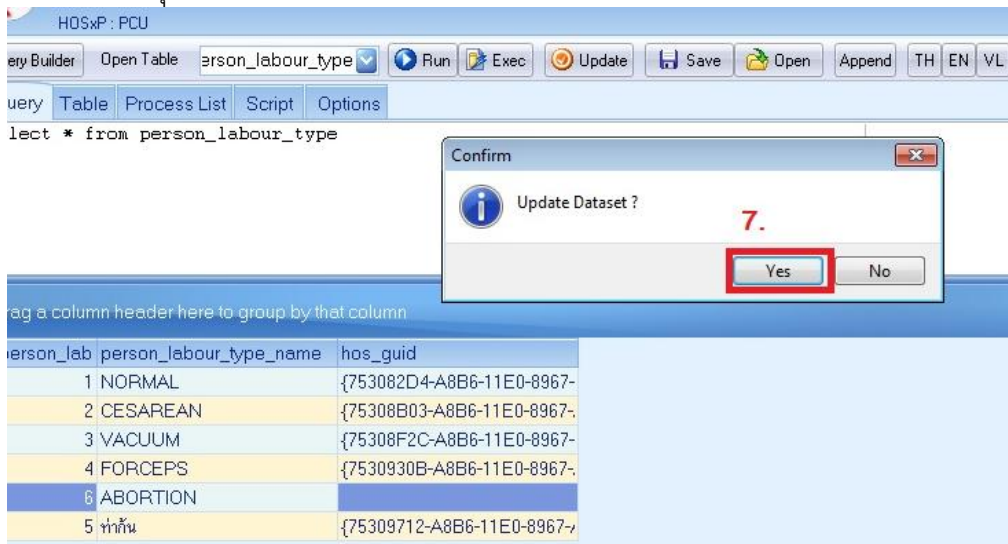 HOSxP : PCU
ery Builder Open Table erson_labour_type Run Exec Update Save Open Append TH EN VL
uery Table Process List Script Options
lect * from person_labour_type
Confirm
Update Dataset ?
7.
Yes No
rag a column header here to group by that column
erson_lab person_labour_type_name hos_guid
1 NORMAL {753082D4-A8B6-11E0-8967-
2 CESAREAN {75308B03-A8B6-11E0-8967-
3 VACUUM {75308F2C-A8B6-11E0-8967-
4 FORCEPS {7530930B-A8B6-11E0-8967-
6 ABORTION
5 ท่าก้น {75309712-A8B6-11E0-8967-